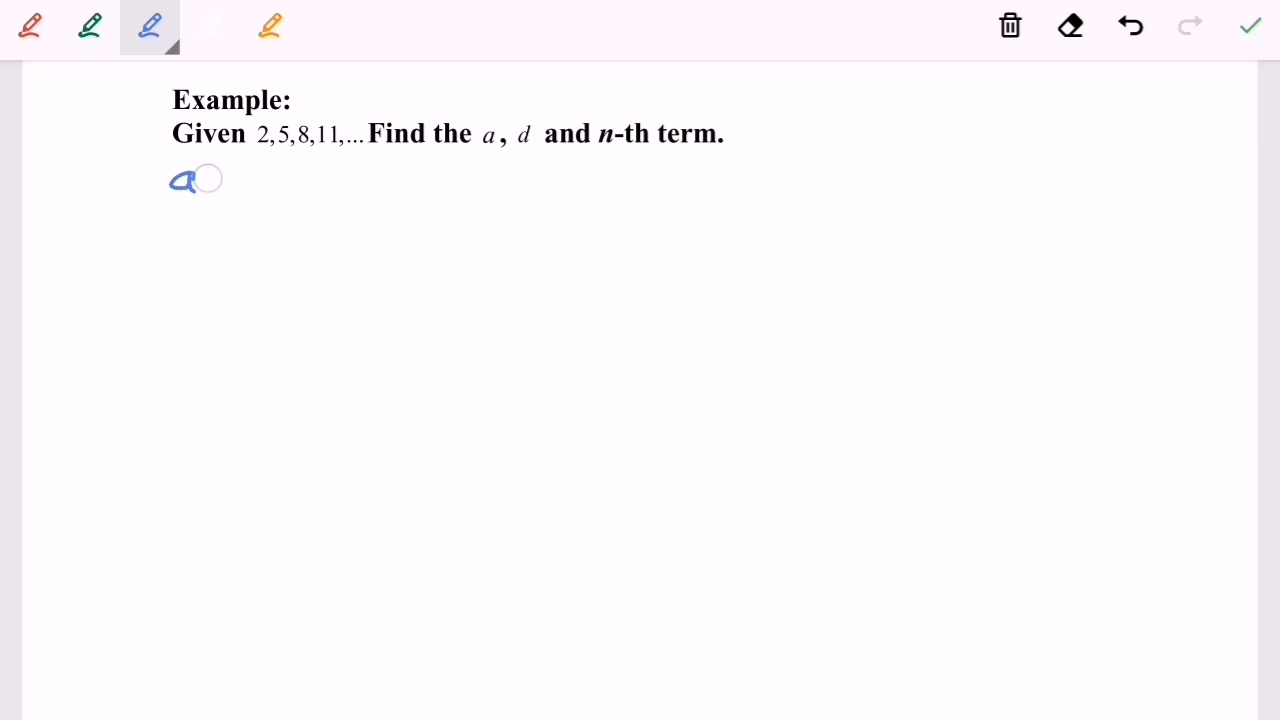 Example:
Given 2,5,8,11,... Find the a, d and n-th term.
a